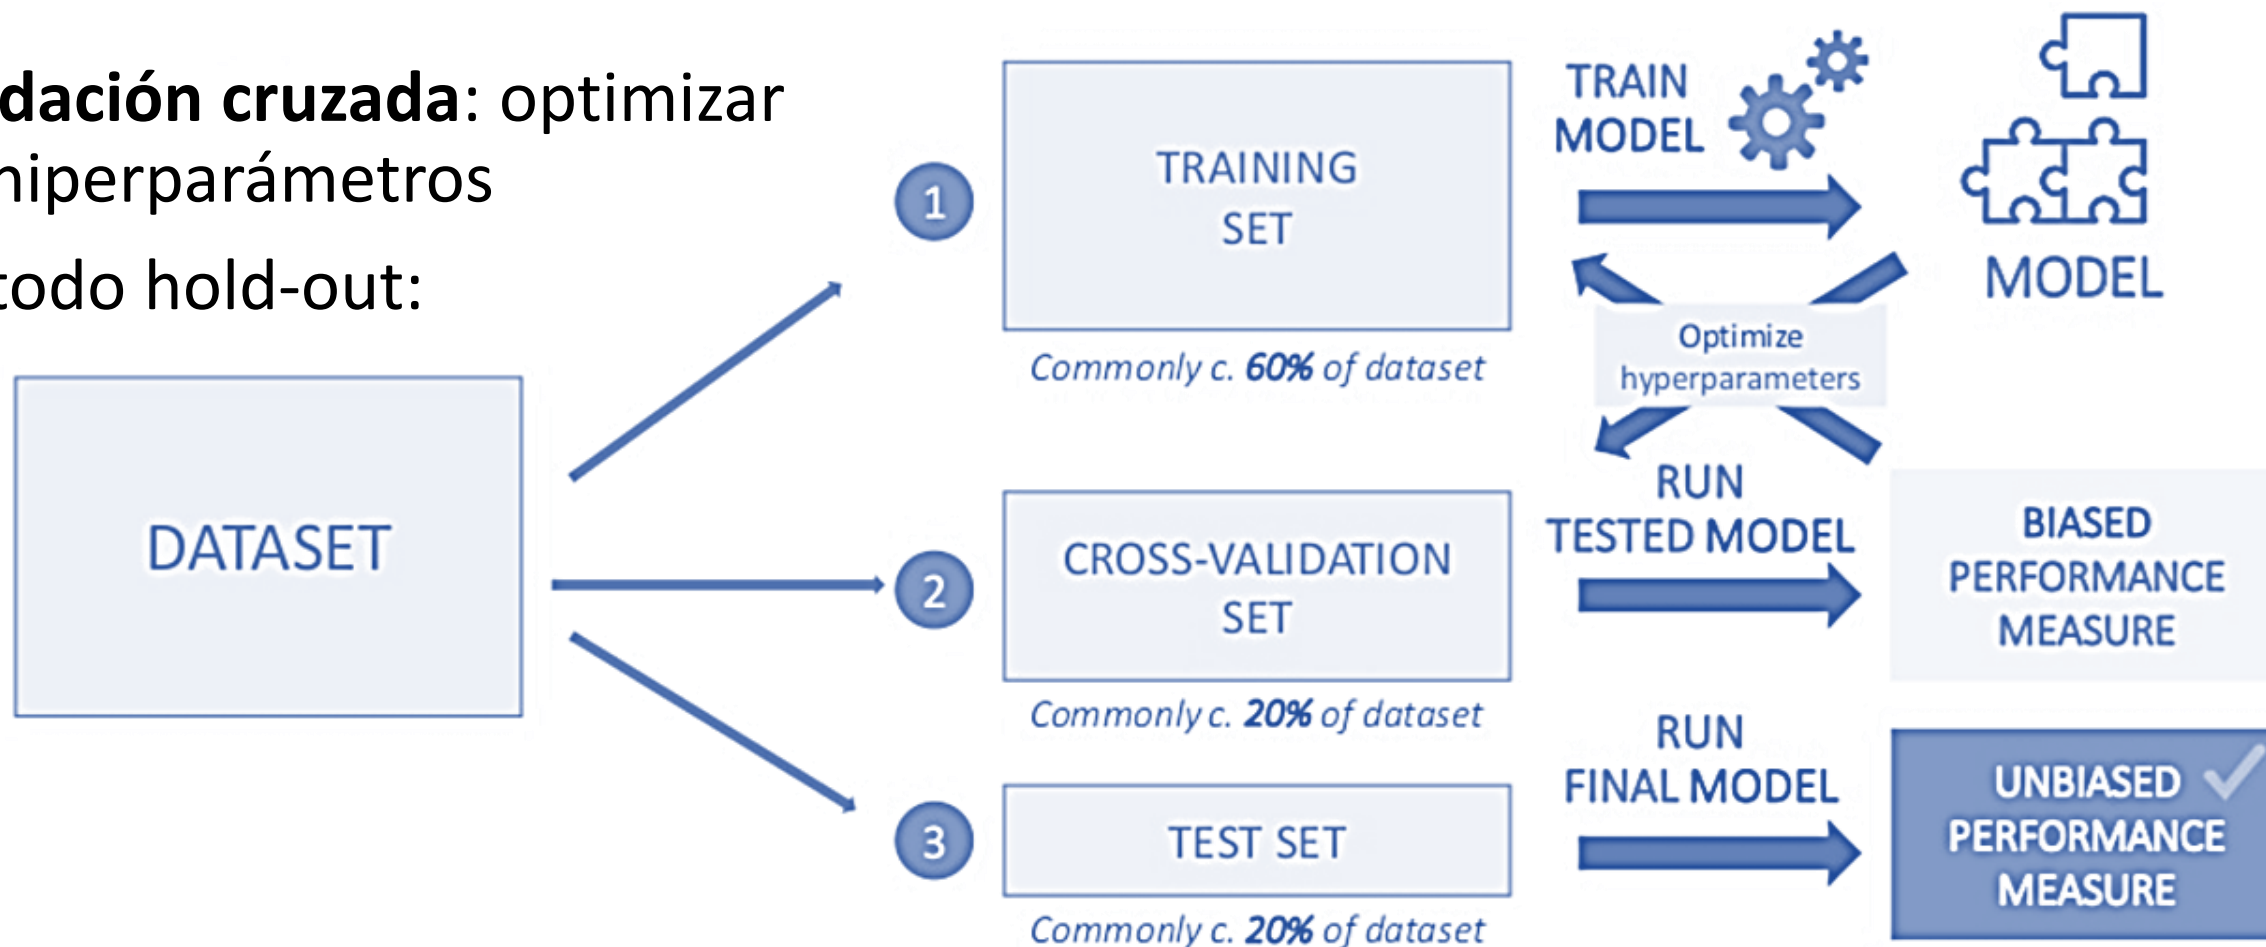 dación cruzada: optimizar
hiperparámetros
todo hold-out:
DATASET
1
TRAINING
SET
Commonly c. 60% of dataset
TRAIN
MODEL
MODEL
Optimize
hyperparameters
2
CROSS-VALIDATION
SET
Commonly c. 20% of dataset
RUN
TESTED MODEL
BIASED
PERFORMANCE
MEASURE
3
TEST SET
Commonly c. 20% of dataset
RUN
FINAL MODEL
UNBIASED
PERFORMANCE
MEASURE